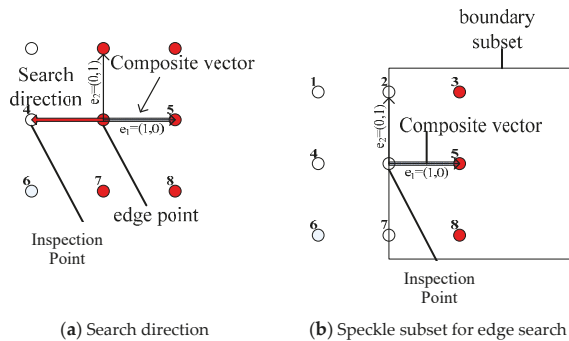 Search
direction
Composite vector
e₂=(0,1)
4
5
e₁=(1,0)
6
7
8
edge point
Inspection
Point
(a) Search direction
boundary
subset
1
2
3
e₂=(0,1)
Composite vector
4
5
e₁=(1,0)
6
7
8
Inspection
Point
(b) Speckle subset for edge search